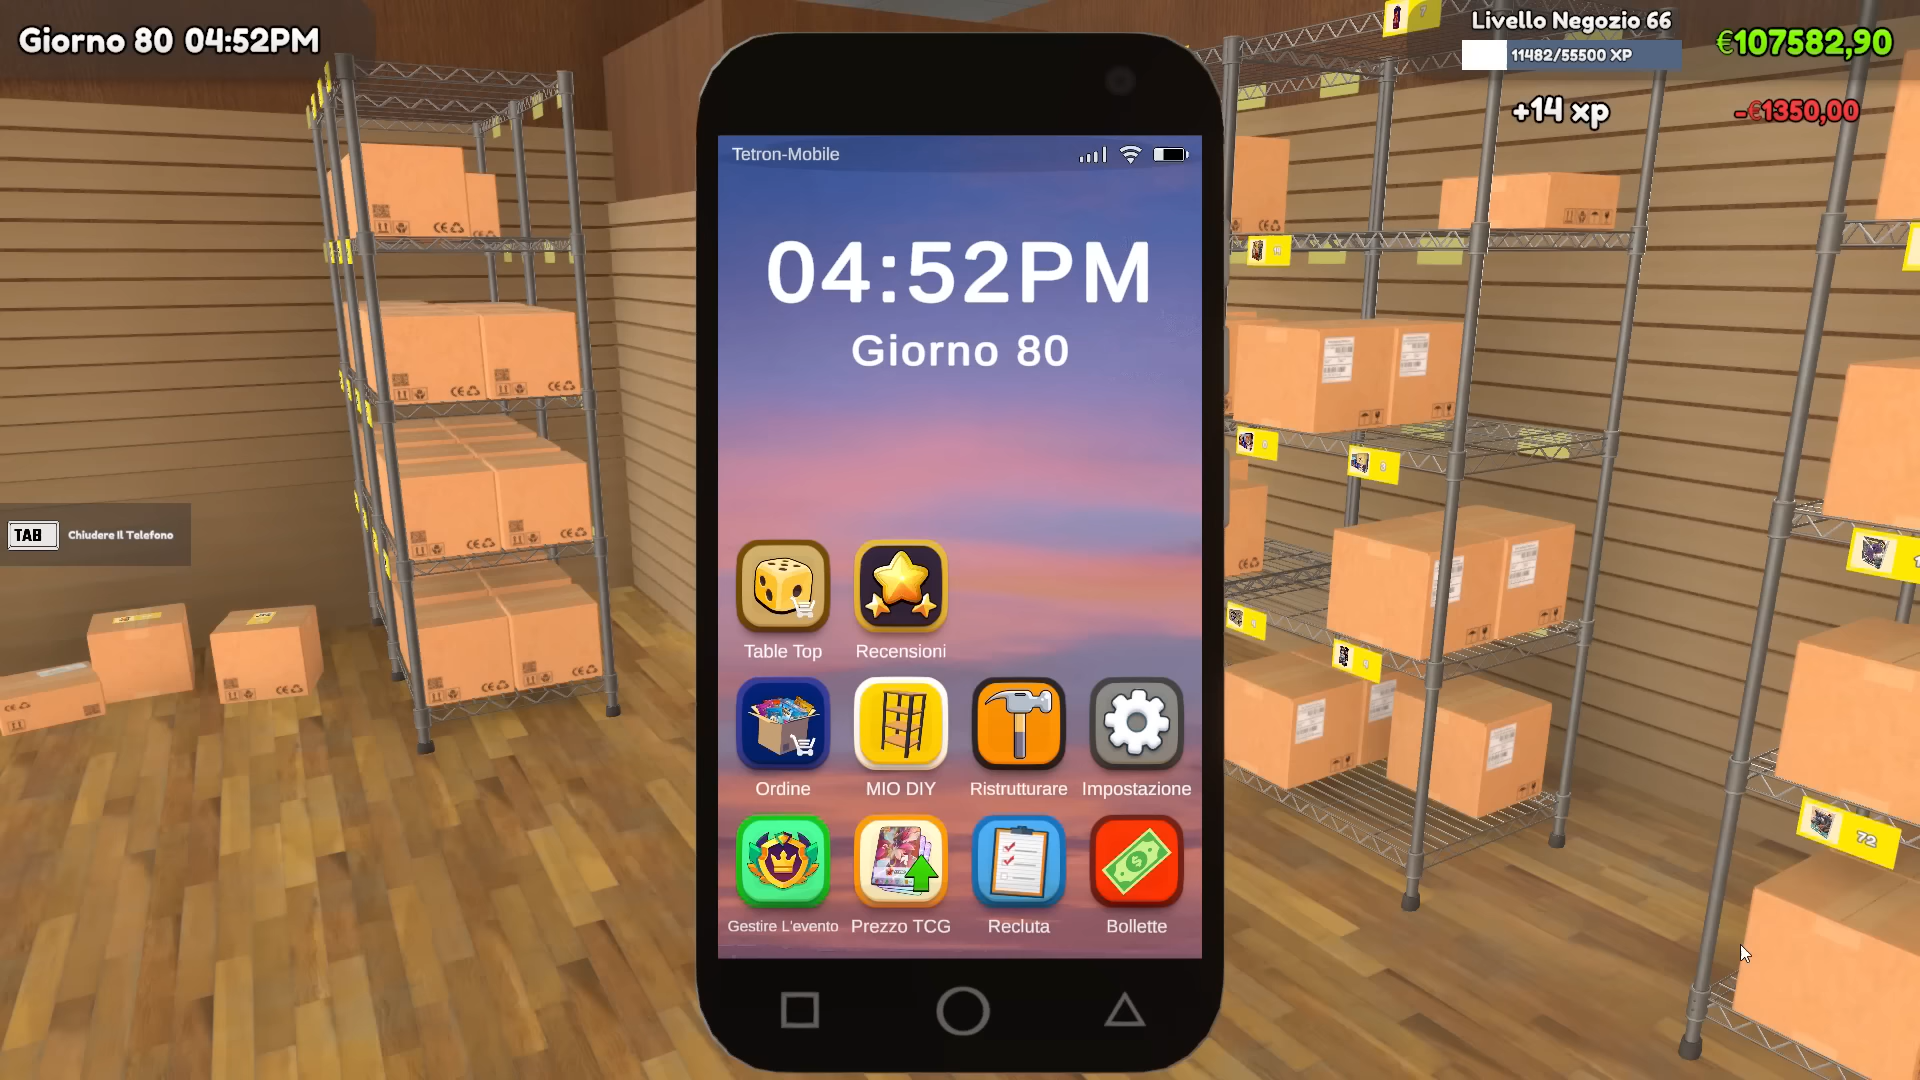 Giorno 80 04:52PM
Livello Negozio 66
11482/55500 XP
€107582,90
+14 xp
-€1350,00
Tetron-Mobile
04:52PM
Giorno 80
TAB Chiudere Il Telefono
Table Top
Recensioni
Ordine
MIO DIY
Ristrutturare
Impostazione
Gestire L'evento
Prezzo TCG
Recluta
Bollette
72